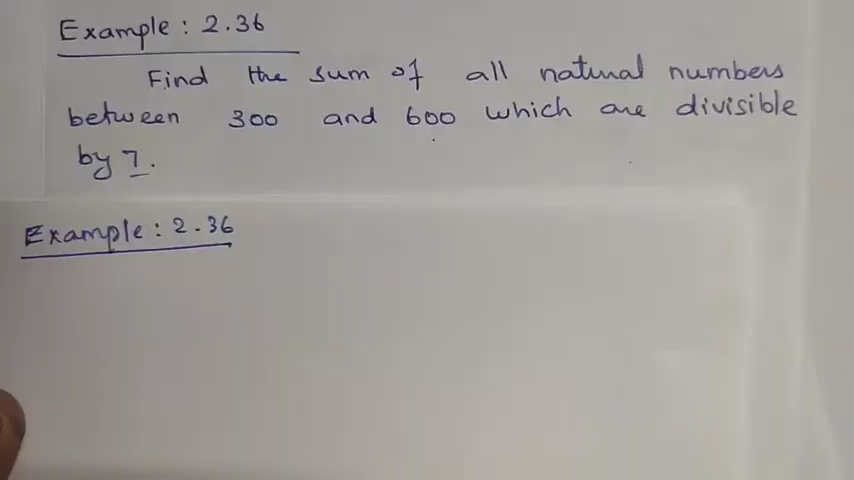 Example : 2.36
Find the sum of all natural numbers
between 300 and 600 which are divisible
by 7.
Example : 2.36